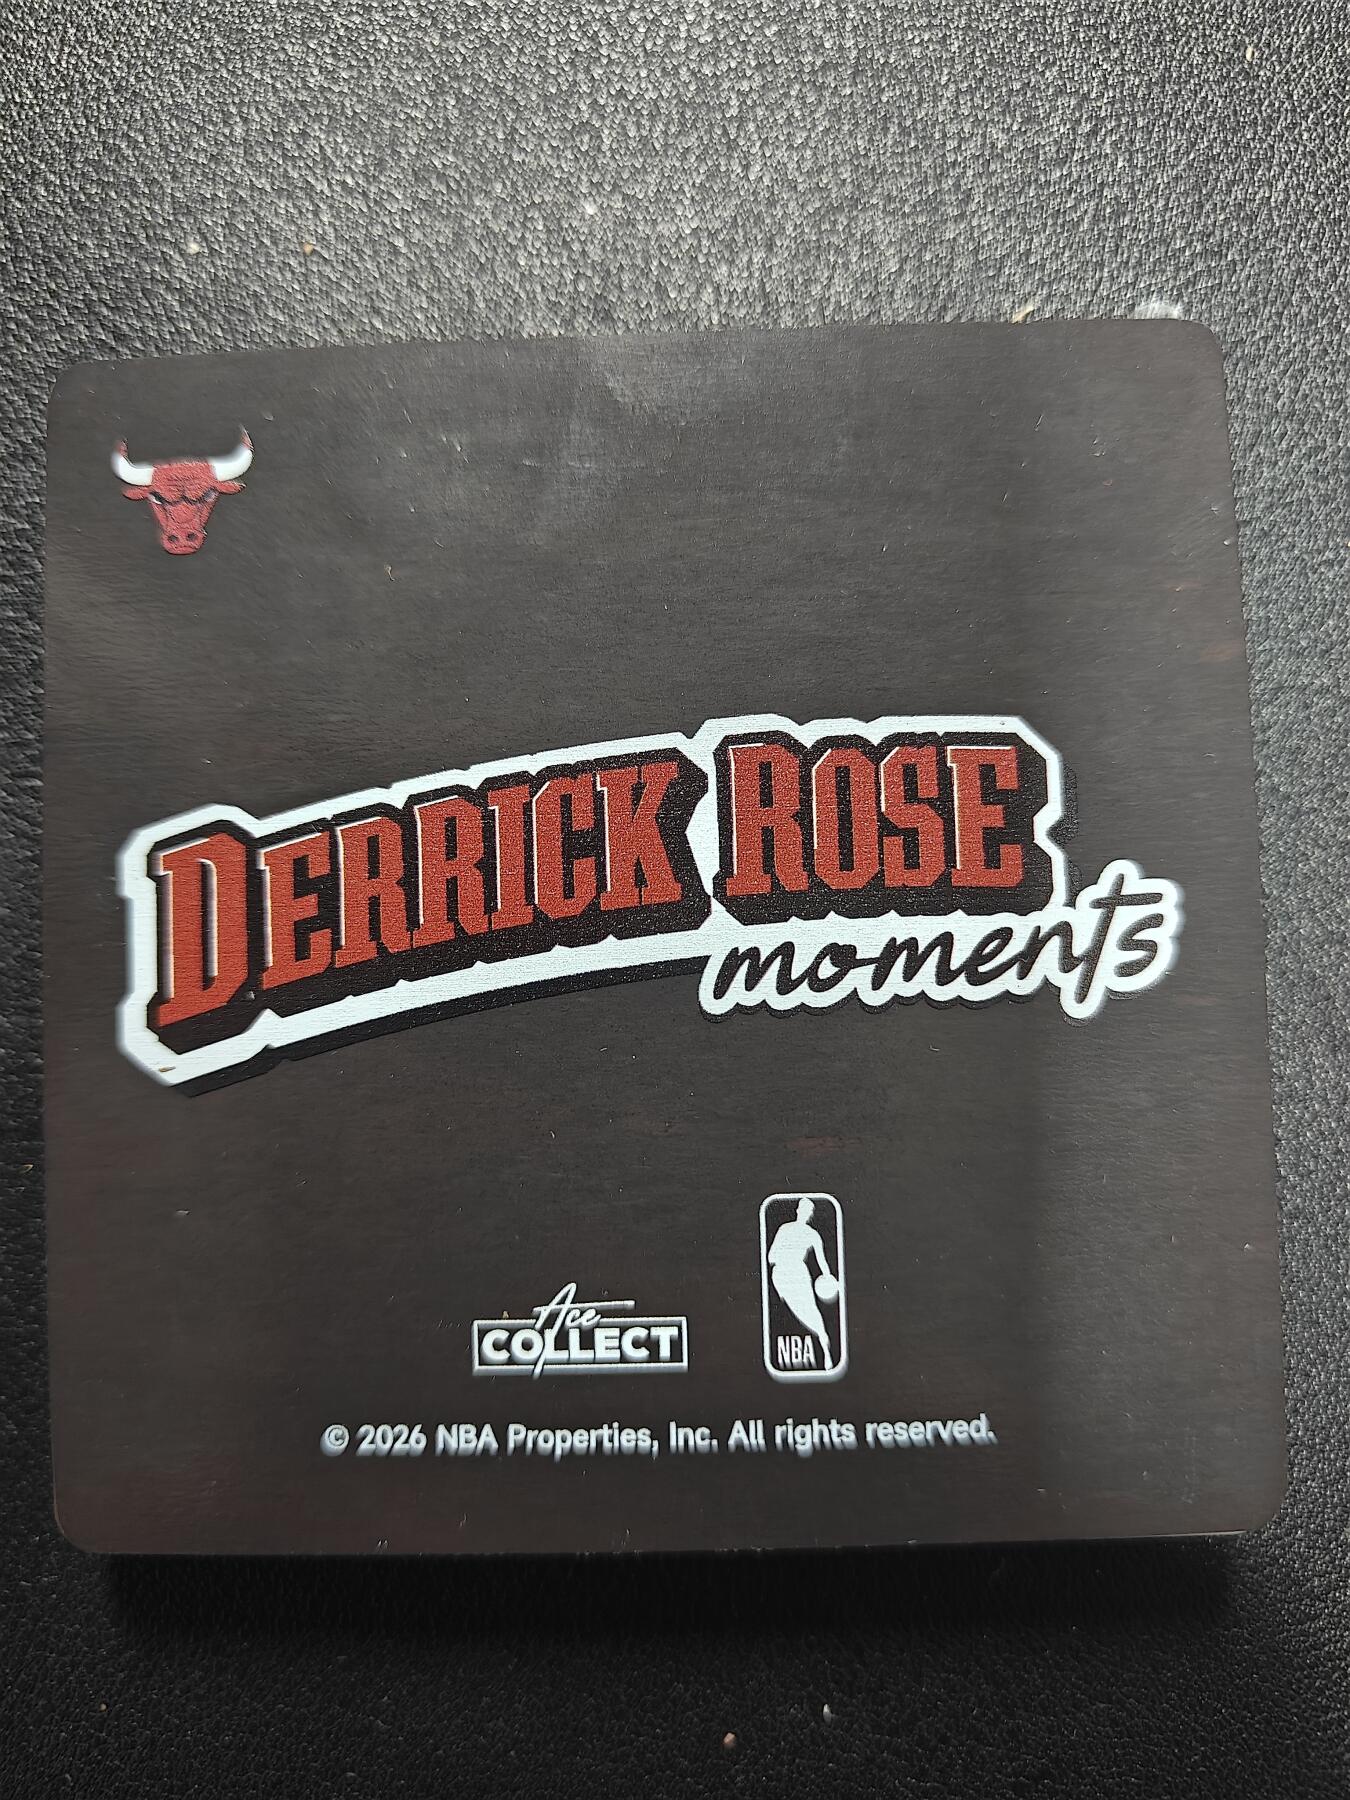 DERRICK ROSE
moments
Ace
COLLECT
NBA
© 2026 NBA Properties, Inc. All rights reserved.